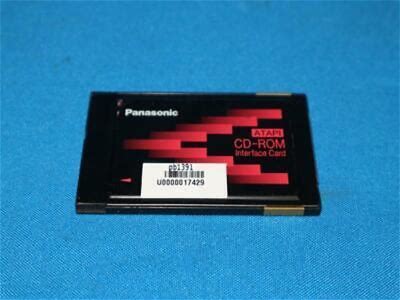 Panasonic
ATAPI
CD-ROM
Interface Card
pb1391
U0000017429